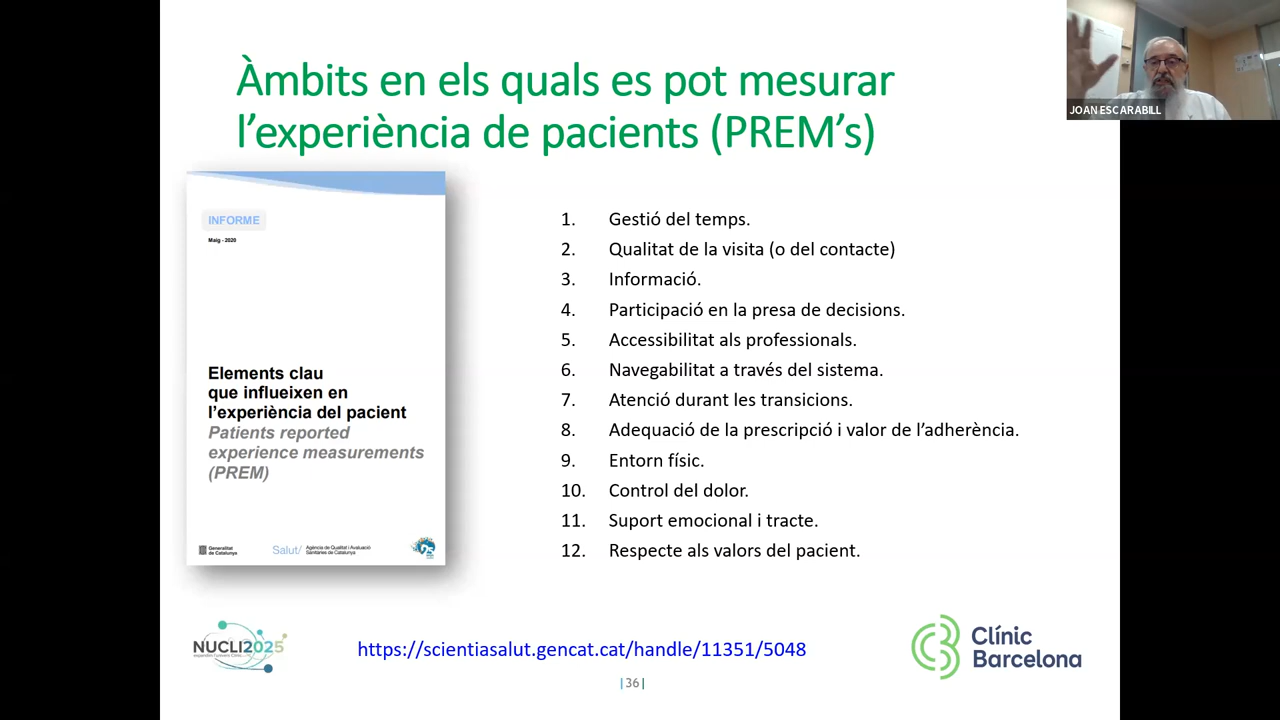 Àmbits en els quals es pot mesurar
l’experiència de pacients (PREM’s)
JOAN ESCARABILL
INFORME
Maig - 2020
Elements clau
que influeixen en
l’experiència del pacient
Patients reported
experience measurements
(PREM)
Generalitat
de Catalunya
Salut/
Agència de Qualitat i Avaluació
Sanitàries de Catalunya
1. Gestió del temps.
2. Qualitat de la visita (o del contacte)
3. Informació.
4. Participació en la presa de decisions.
5. Accessibilitat als professionals.
6. Navegabilitat a través del sistema.
7. Atenció durant les transicions.
8. Adequació de la prescripció i valor de l’adherència.
9. Entorn físic.
10. Control del dolor.
11. Suport emocional i tracte.
12. Respecte als valors del pacient.
NUCLI2025
https://scientiasalut.gencat.cat/handle/11351/5048
Clínic
Barcelona
|36|